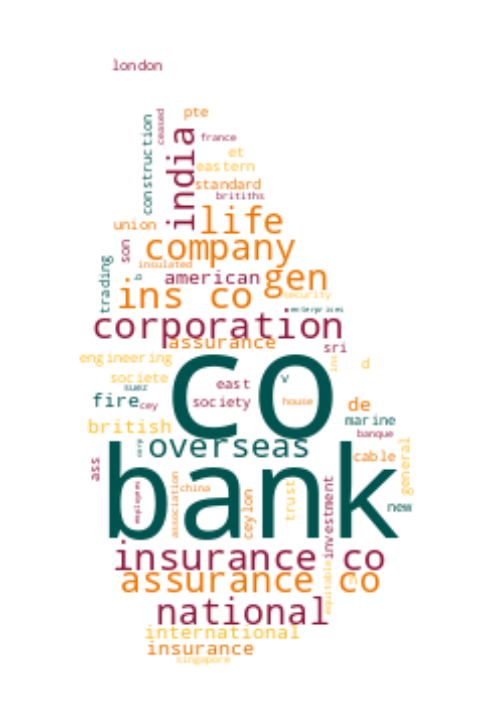 london
pte
construction
ceased
india
france
et
eastern
standard
britiths
life
union
company
son
insulated
trading
b
american
gen
ins co
security
enterprises
corporation
assurance
sri
engineering
co
ins
d
societe
suez
east
v
fire
cey
society
house
de
british
marine
overseas
banque
corp
bank
cable
general
ass
employees
association
china
ceylon
trust
investment
new
insurance co
assurance co
equitable
national
international
insurance
singapore